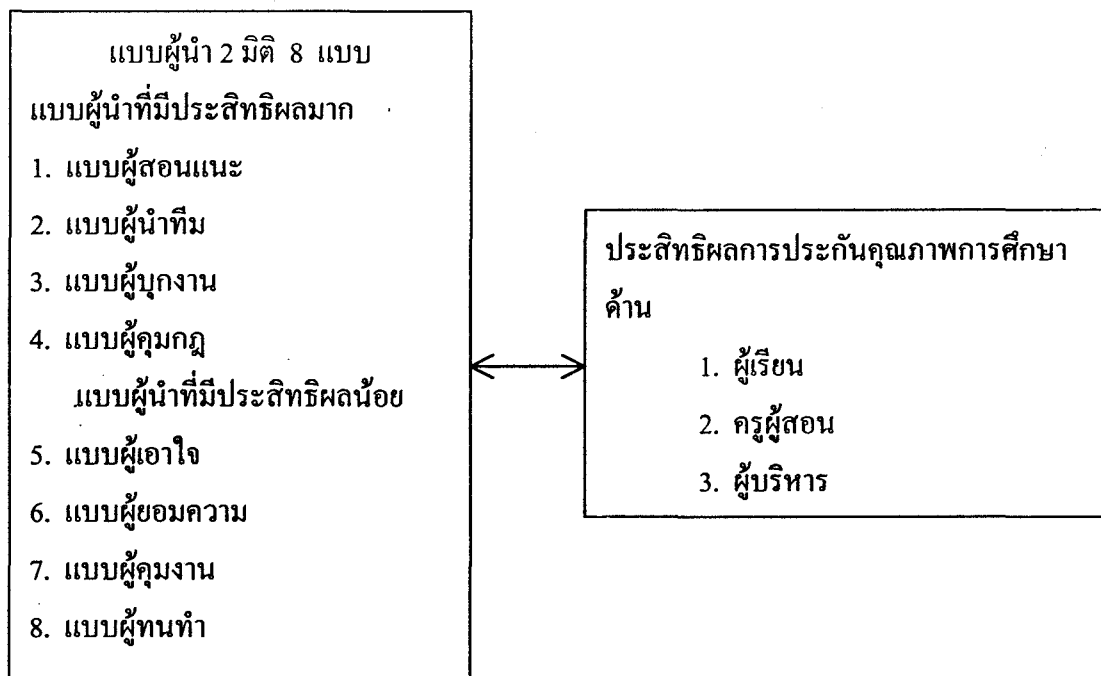 แบบผู้นำ 2 มิติ 8 แบบ
แบบผู้นำที่มีประสิทธิผลมาก
1. แบบผู้สอนแนะ
2. แบบผู้นำทีม
3. แบบผู้บุกงาน
4. แบบผู้คุมกฎ
แบบผู้นำที่มีประสิทธิผลน้อย
5. แบบผู้เอาใจ
6. แบบผู้ยอมความ
7. แบบผู้คุมงาน
8. แบบผู้ทนทำ
ประสิทธิผลการประกันคุณภาพการศึกษา
ด้าน
1. ผู้เรียน
2. ครูผู้สอน
3. ผู้บริหาร